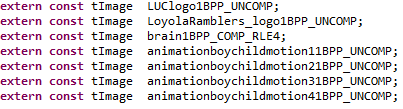 extern const tImage  LUClogo1BPP_UNCOMP;
extern const tImage  LoyolaRamblers_logo1BPP_UNCOMP;
extern const tImage  brain1BPP_COMP_RLE4;
extern const tImage  animationboychildmotion11BPP_UNCOMP;
extern const tImage  animationboychildmotion21BPP_UNCOMP;
extern const tImage  animationboychildmotion31BPP_UNCOMP;
extern const tImage  animationboychildmotion41BPP_UNCOMP;